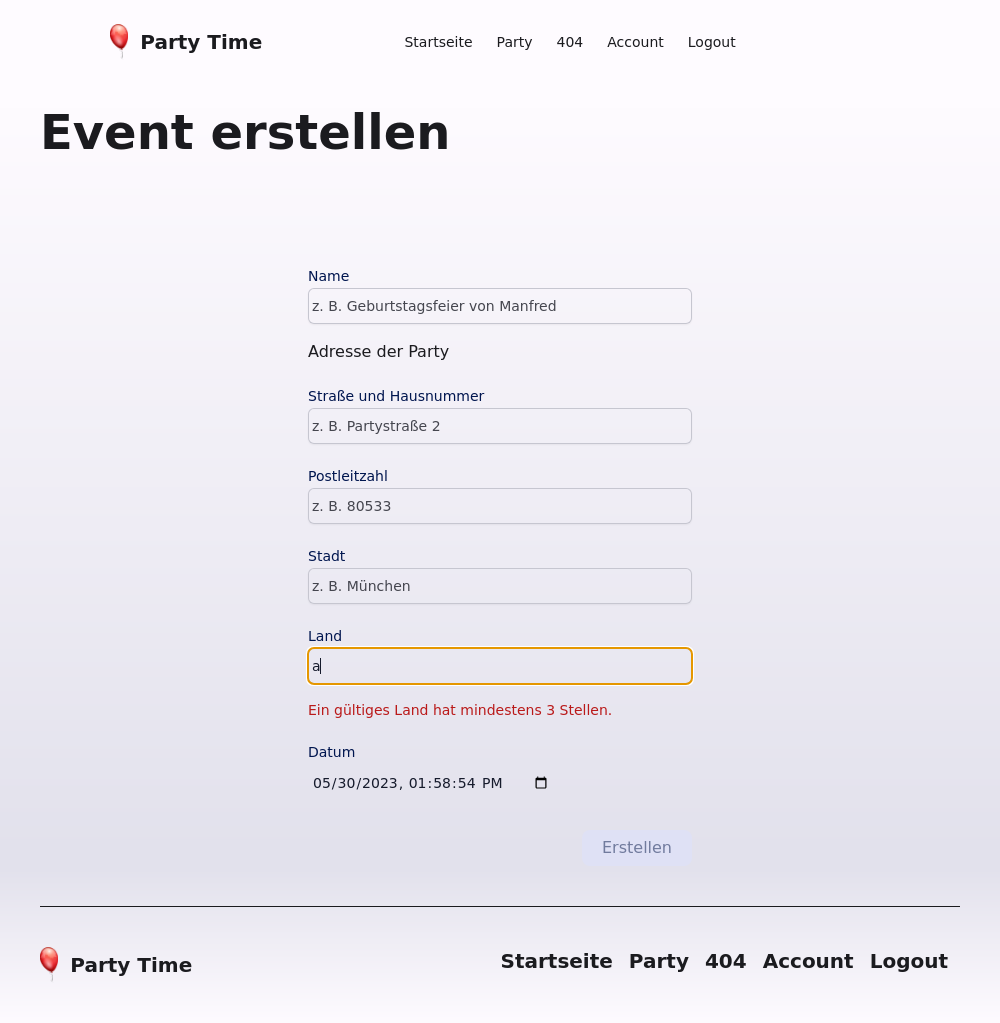 Party Time
Startseite Party 404 Account Logout
Event erstellen
Name
z. B. Geburtstagsfeier von Manfred
Adresse der Party
Straße und Hausnummer
z. B. Partystraße 2
Postleitzahl
z. B. 80533
Stadt
z. B. München
Land
a
Ein gültiges Land hat mindestens 3 Stellen.
Datum
05/30/2023, 01:58:54 PM
Erstellen
Party Time
Startseite Party 404 Account Logout